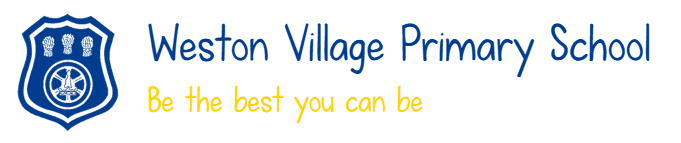 Weston Village Primary School
Be the best you can be